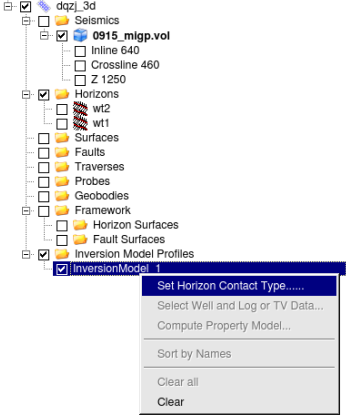 dqzj_3d
Seismics
0915_migp.vol
Inline 640
Crossline 460
Z 1250
Horizons
wt2
wt1
Surfaces
Faults
Traverses
Probes
Geobodies
Framework
Horizon Surfaces
Fault Surfaces
Inversion Model Profiles
InversionModel_1
Set Horizon Contact Type......
Select Well and Log or TV Data...
Compute Property Model...
Sort by Names
Clear all
Clear